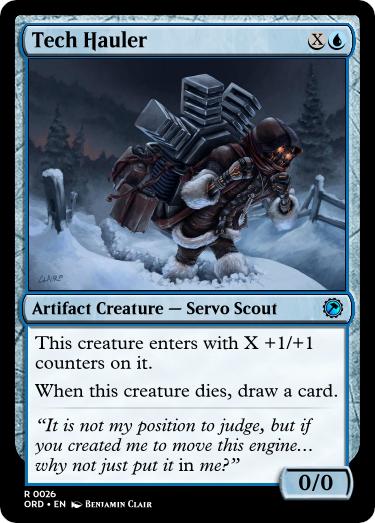 Tech Hauler X
CLAIR
Artifact Creature — Servo Scout
This creature enters with X +1/+1
counters on it.
When this creature dies, draw a card.
"It is not my position to judge, but if
you created me to move this engine...
why not just put it in me?"
0/0
R 0026
ORD • EN Benjamin Clair